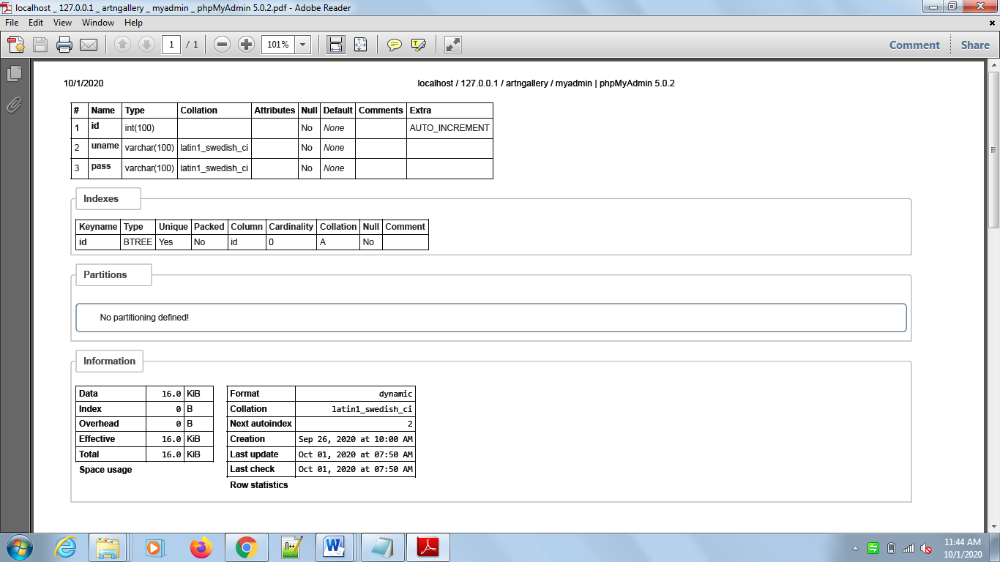 localhost _ 127.0.0.1 _ artngallery _ myadmin _ phpMyAdmin 5.0.2.pdf - Adobe Reader
File Edit View Window Help
1 / 1 101% Comment Share
10/1/2020 localhost / 127.0.0.1 / artngallery / myadmin | phpMyAdmin 5.0.2
# Name Type Collation Attributes Null Default Comments Extra
1 id int(100) No None AUTO_INCREMENT
2 uname varchar(100) latin1_swedish_ci No None
3 pass varchar(100) latin1_swedish_ci No None
Indexes
Keyname Type Unique Packed Column Cardinality Collation Null Comment
id BTREE Yes No id 0 A No
Partitions
No partitioning defined!
Information
Data 16.0 KiB
Index 0 B
Overhead 0 B
Effective 16.0 KiB
Total 16.0 KiB
Space usage
Format dynamic
Collation latin1_swedish_ci
Next autoindex 2
Creation Sep 26, 2020 at 10:00 AM
Last update Oct 01, 2020 at 07:50 AM
Last check Oct 01, 2020 at 07:50 AM
Row statistics
11:44 AM
10/1/2020